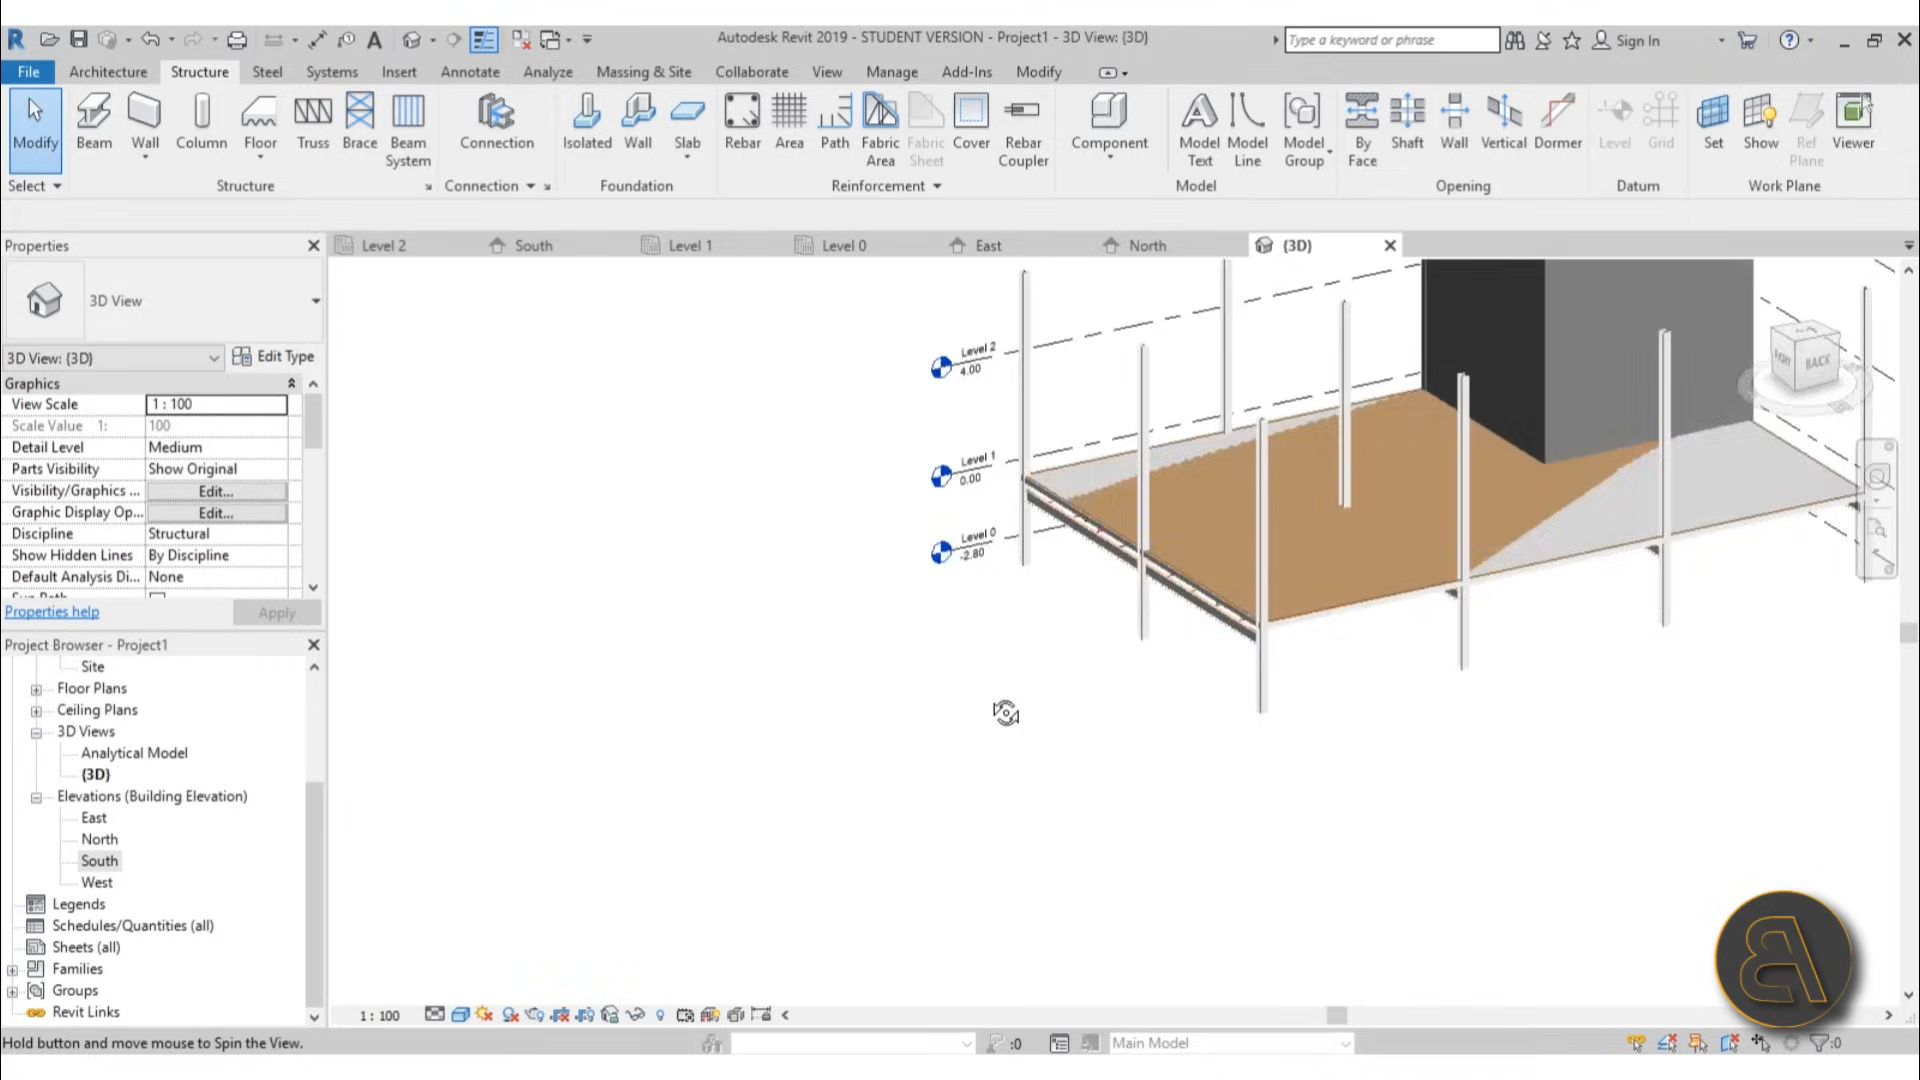 Autodesk Revit 2019 - STUDENT VERSION - Project1 - 3D View: {3D}
Type a keyword or phrase
Sign In
File Architecture Structure Steel Systems Insert Annotate Analyze Massing & Site Collaborate View Manage Add-Ins Modify
Modify
Beam Wall Column Floor Truss Brace Beam System
Connection
Isolated Wall Slab
Rebar Area Path Fabric Area Fabric Sheet Cover Rebar Coupler
Component
Model Text Model Line Model Group
By Face Shaft Wall Vertical Dormer
Level Grid
Set Show Ref Plane Viewer
Select Structure Connection Foundation Reinforcement Model Opening Datum Work Plane
Properties
Level 2 South Level 1 Level 0 East North {3D}
3D View
3D View: {3D} Edit Type
Graphics
View Scale 1 : 100
Scale Value 1: 100
Detail Level Medium
Parts Visibility Show Original
Visibility/Graphics ... Edit...
Graphic Display Op... Edit...
Discipline Structural
Show Hidden Lines By Discipline
Default Analysis Di... None
Properties help Apply
Project Browser - Project1
Site
Floor Plans
Ceiling Plans
3D Views
Analytical Model
{3D}
Elevations (Building Elevation)
East
North
South
West
Legends
Schedules/Quantities (all)
Sheets (all)
Families
Groups
Revit Links
Level 2
4.00
Level 1
0.00
Level 0
-2.80
BACK
1 : 100
Hold button and move mouse to Spin the View.
:0
Main Model
:0